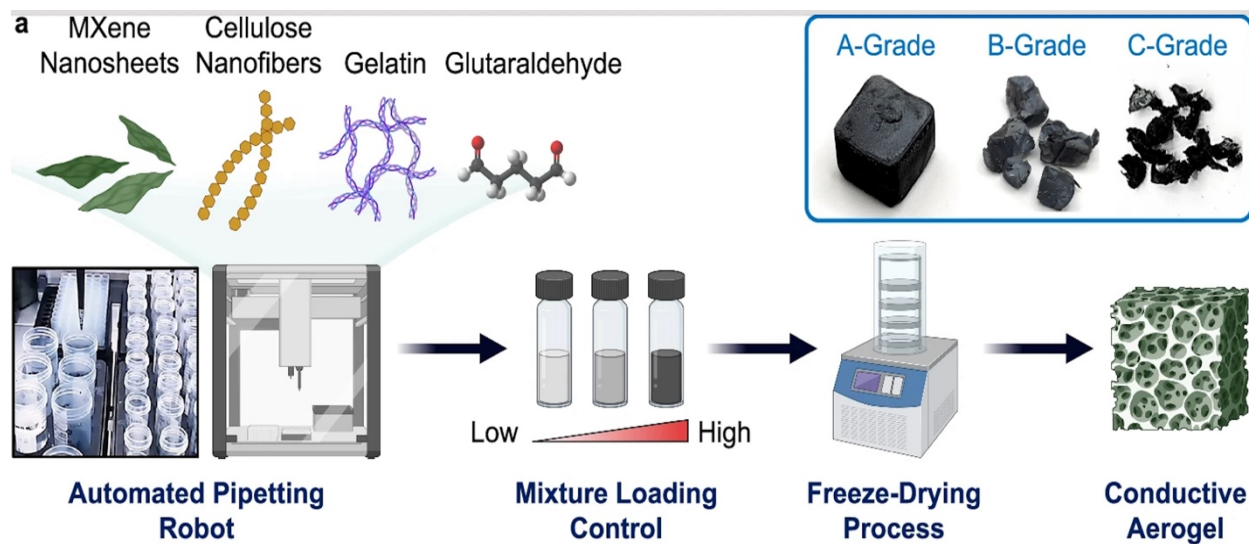 a
MXene
Nanosheets
Cellulose
Nanofibers
Gelatin
Glutaraldehyde
A-Grade
B-Grade
C-Grade
Low
High
Automated Pipetting
Robot
Mixture Loading
Control
Freeze-Drying
Process
Conductive
Aerogel